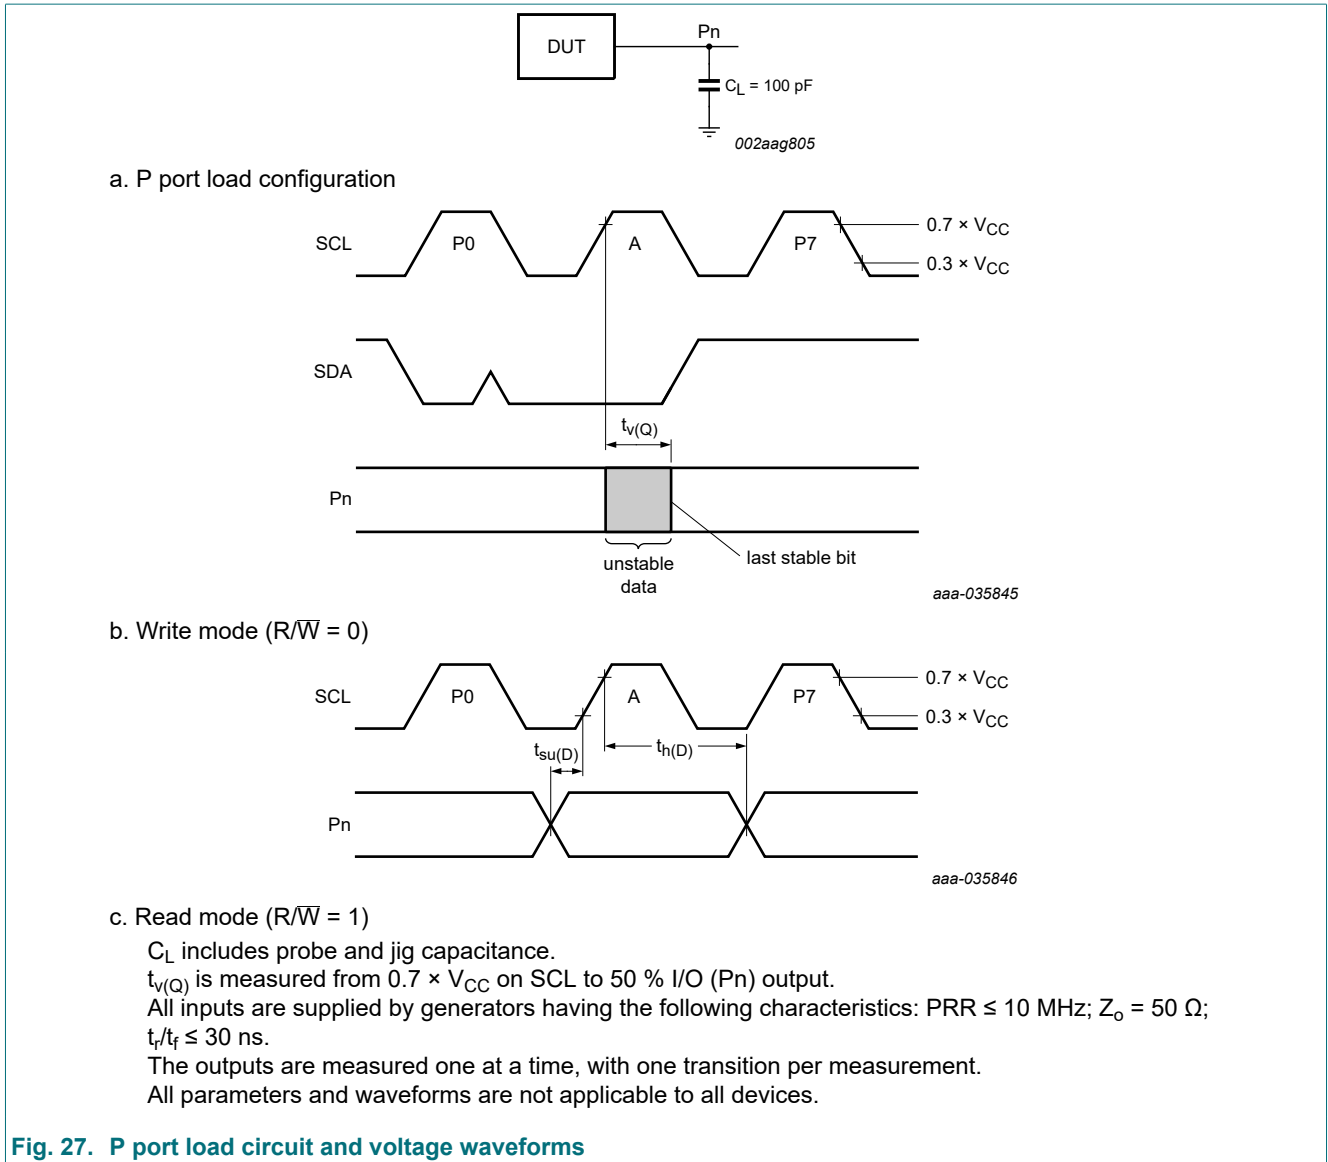 DUT
Pn
CL = 100 pF
002aag805
a. P port load configuration
SCL
P0
A
P7
0.7 × VCC
0.3 × VCC
SDA
tv(Q)
Pn
unstable
data
last stable bit
aaa-035845
b. Write mode (R/W̅ = 0)
SCL
P0
A
P7
0.7 × VCC
0.3 × VCC
tsu(D)
th(D)
Pn
aaa-035846
c. Read mode (R/W̅ = 1)
CL includes probe and jig capacitance.
tv(Q) is measured from 0.7 × VCC on SCL to 50 % I/O (Pn) output.
All inputs are supplied by generators having the following characteristics: PRR ≤ 10 MHz; Zo = 50 Ω;
tr/tf ≤ 30 ns.
The outputs are measured one at a time, with one transition per measurement.
All parameters and waveforms are not applicable to all devices.
Fig. 27. P port load circuit and voltage waveforms